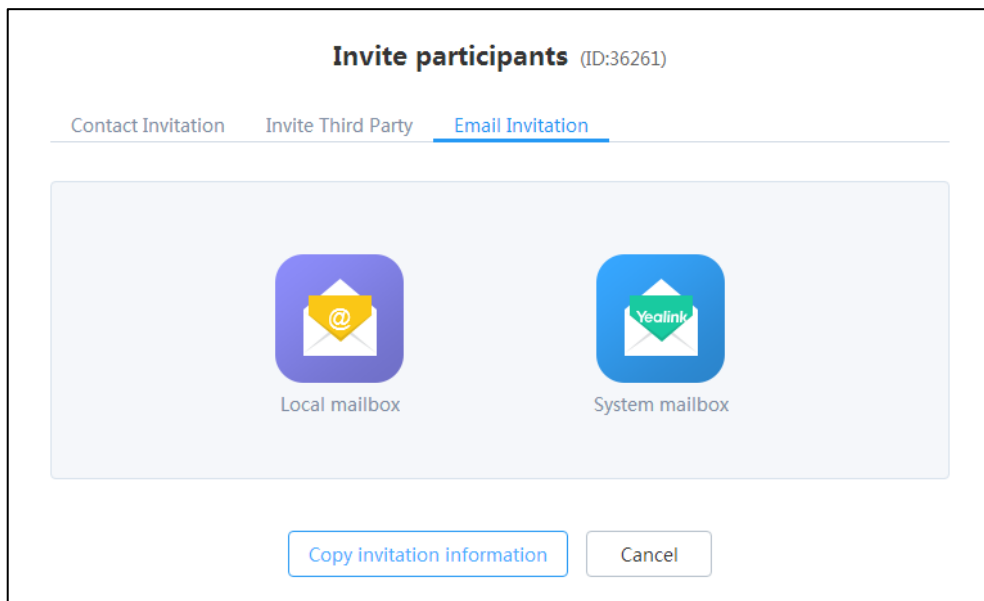 Invite participants (ID:36261)
Contact Invitation Invite Third Party Email Invitation
@ Yealink
Local mailbox System mailbox
Copy invitation information Cancel